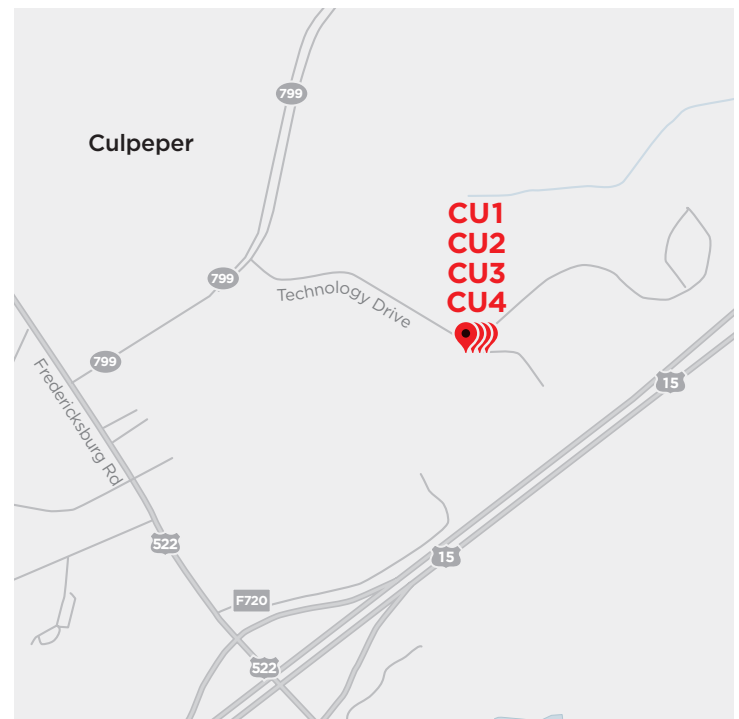 799
Culpeper
CU1
CU2
CU3
CU4
799
Technology Drive
799
15
Fredericksburg Rd
522
15
F720
522